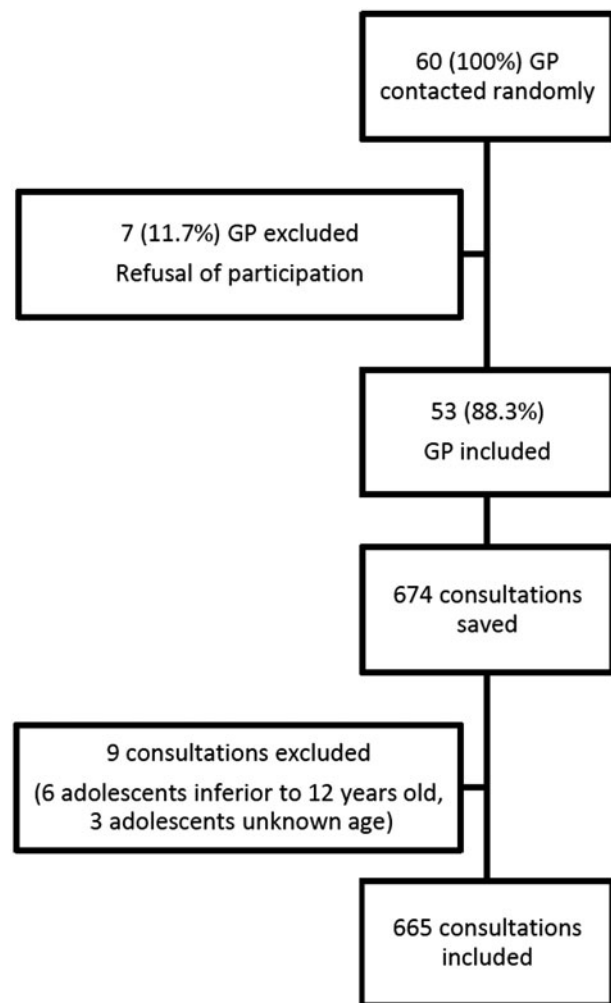 60 (100%) GP
contacted randomly
7 (11.7%) GP excluded
Refusal of participation
53 (88.3%)
GP included
674 consultations
saved
9 consultations excluded
(6 adolescents inferior to 12 years old,
3 adolescents unknown age)
665 consultations
included